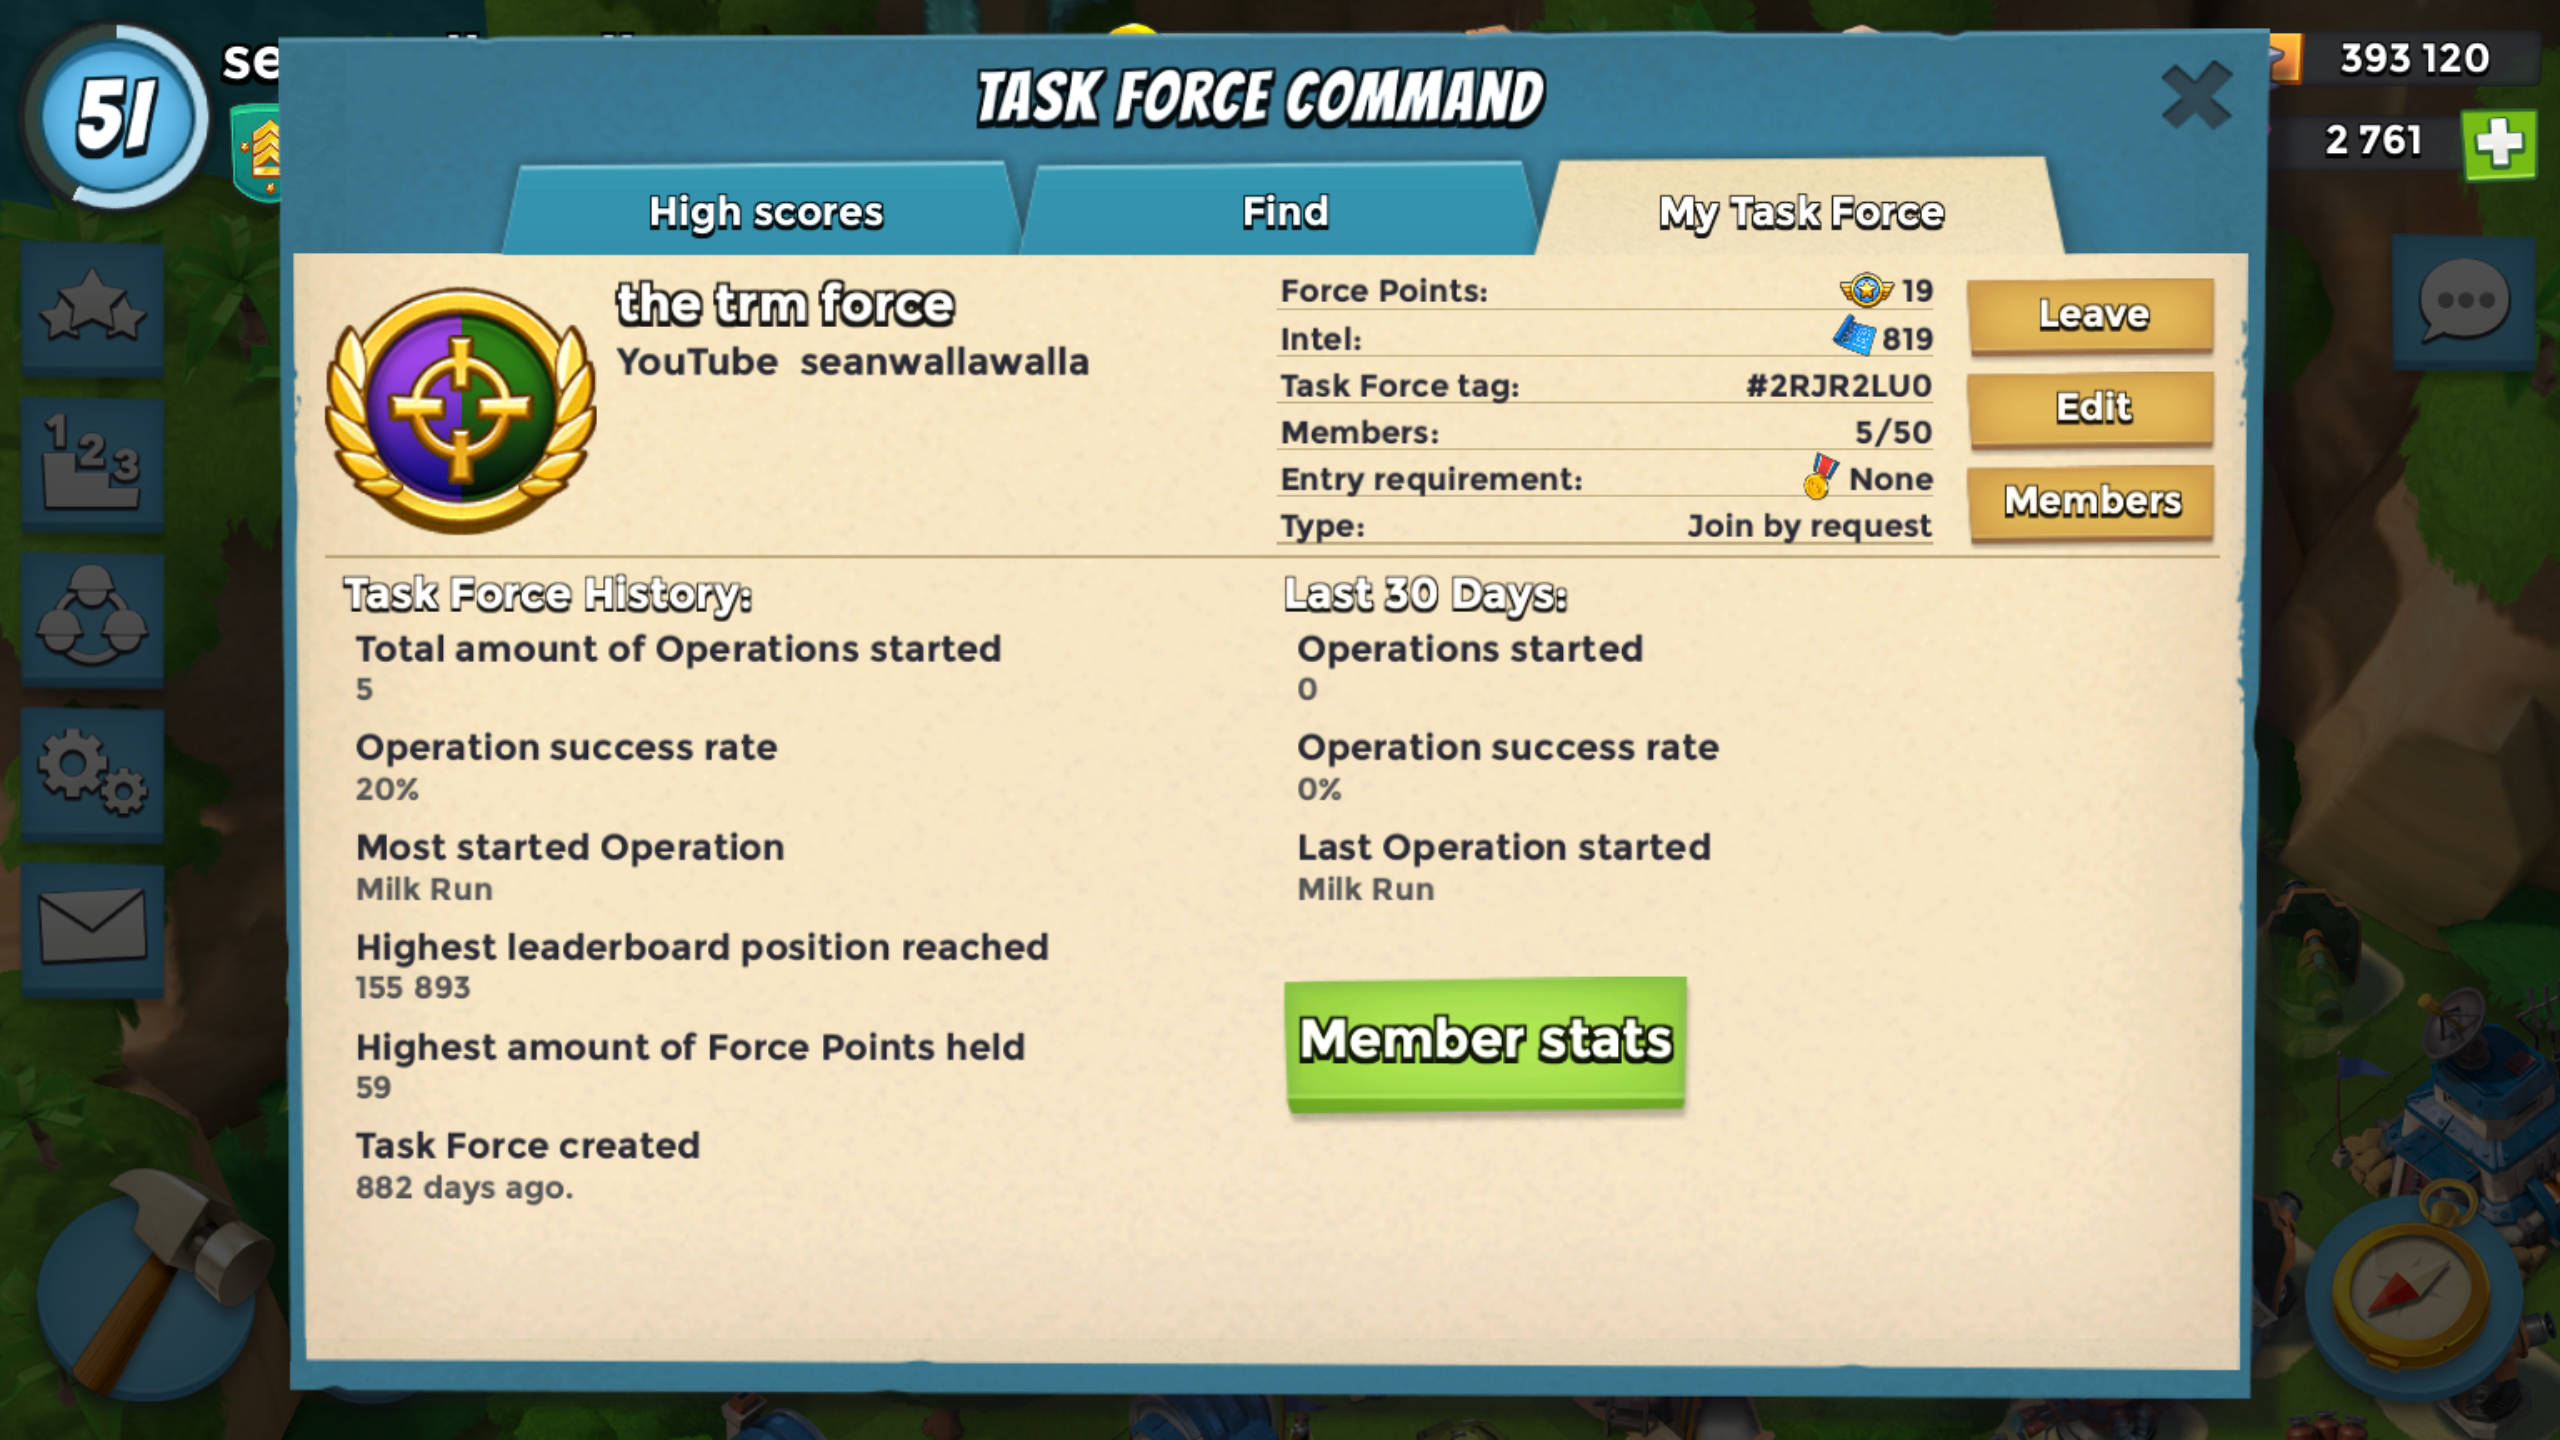 51
se
TASK FORCE COMMAND
393 120
2 761
High scores
Find
My Task Force
the trm force
YouTube seanwallawalla
Force Points: 19
Intel: 819
Task Force tag: #2RJR2LU0
Members: 5/50
Entry requirement: None
Type: Join by request
Leave
Edit
Members
1 2 3
Task Force History:
Total amount of Operations started
5
Operation success rate
20%
Most started Operation
Milk Run
Highest leaderboard position reached
155 893
Highest amount of Force Points held
59
Task Force created
882 days ago.
Last 30 Days:
Operations started
0
Operation success rate
0%
Last Operation started
Milk Run
Member stats